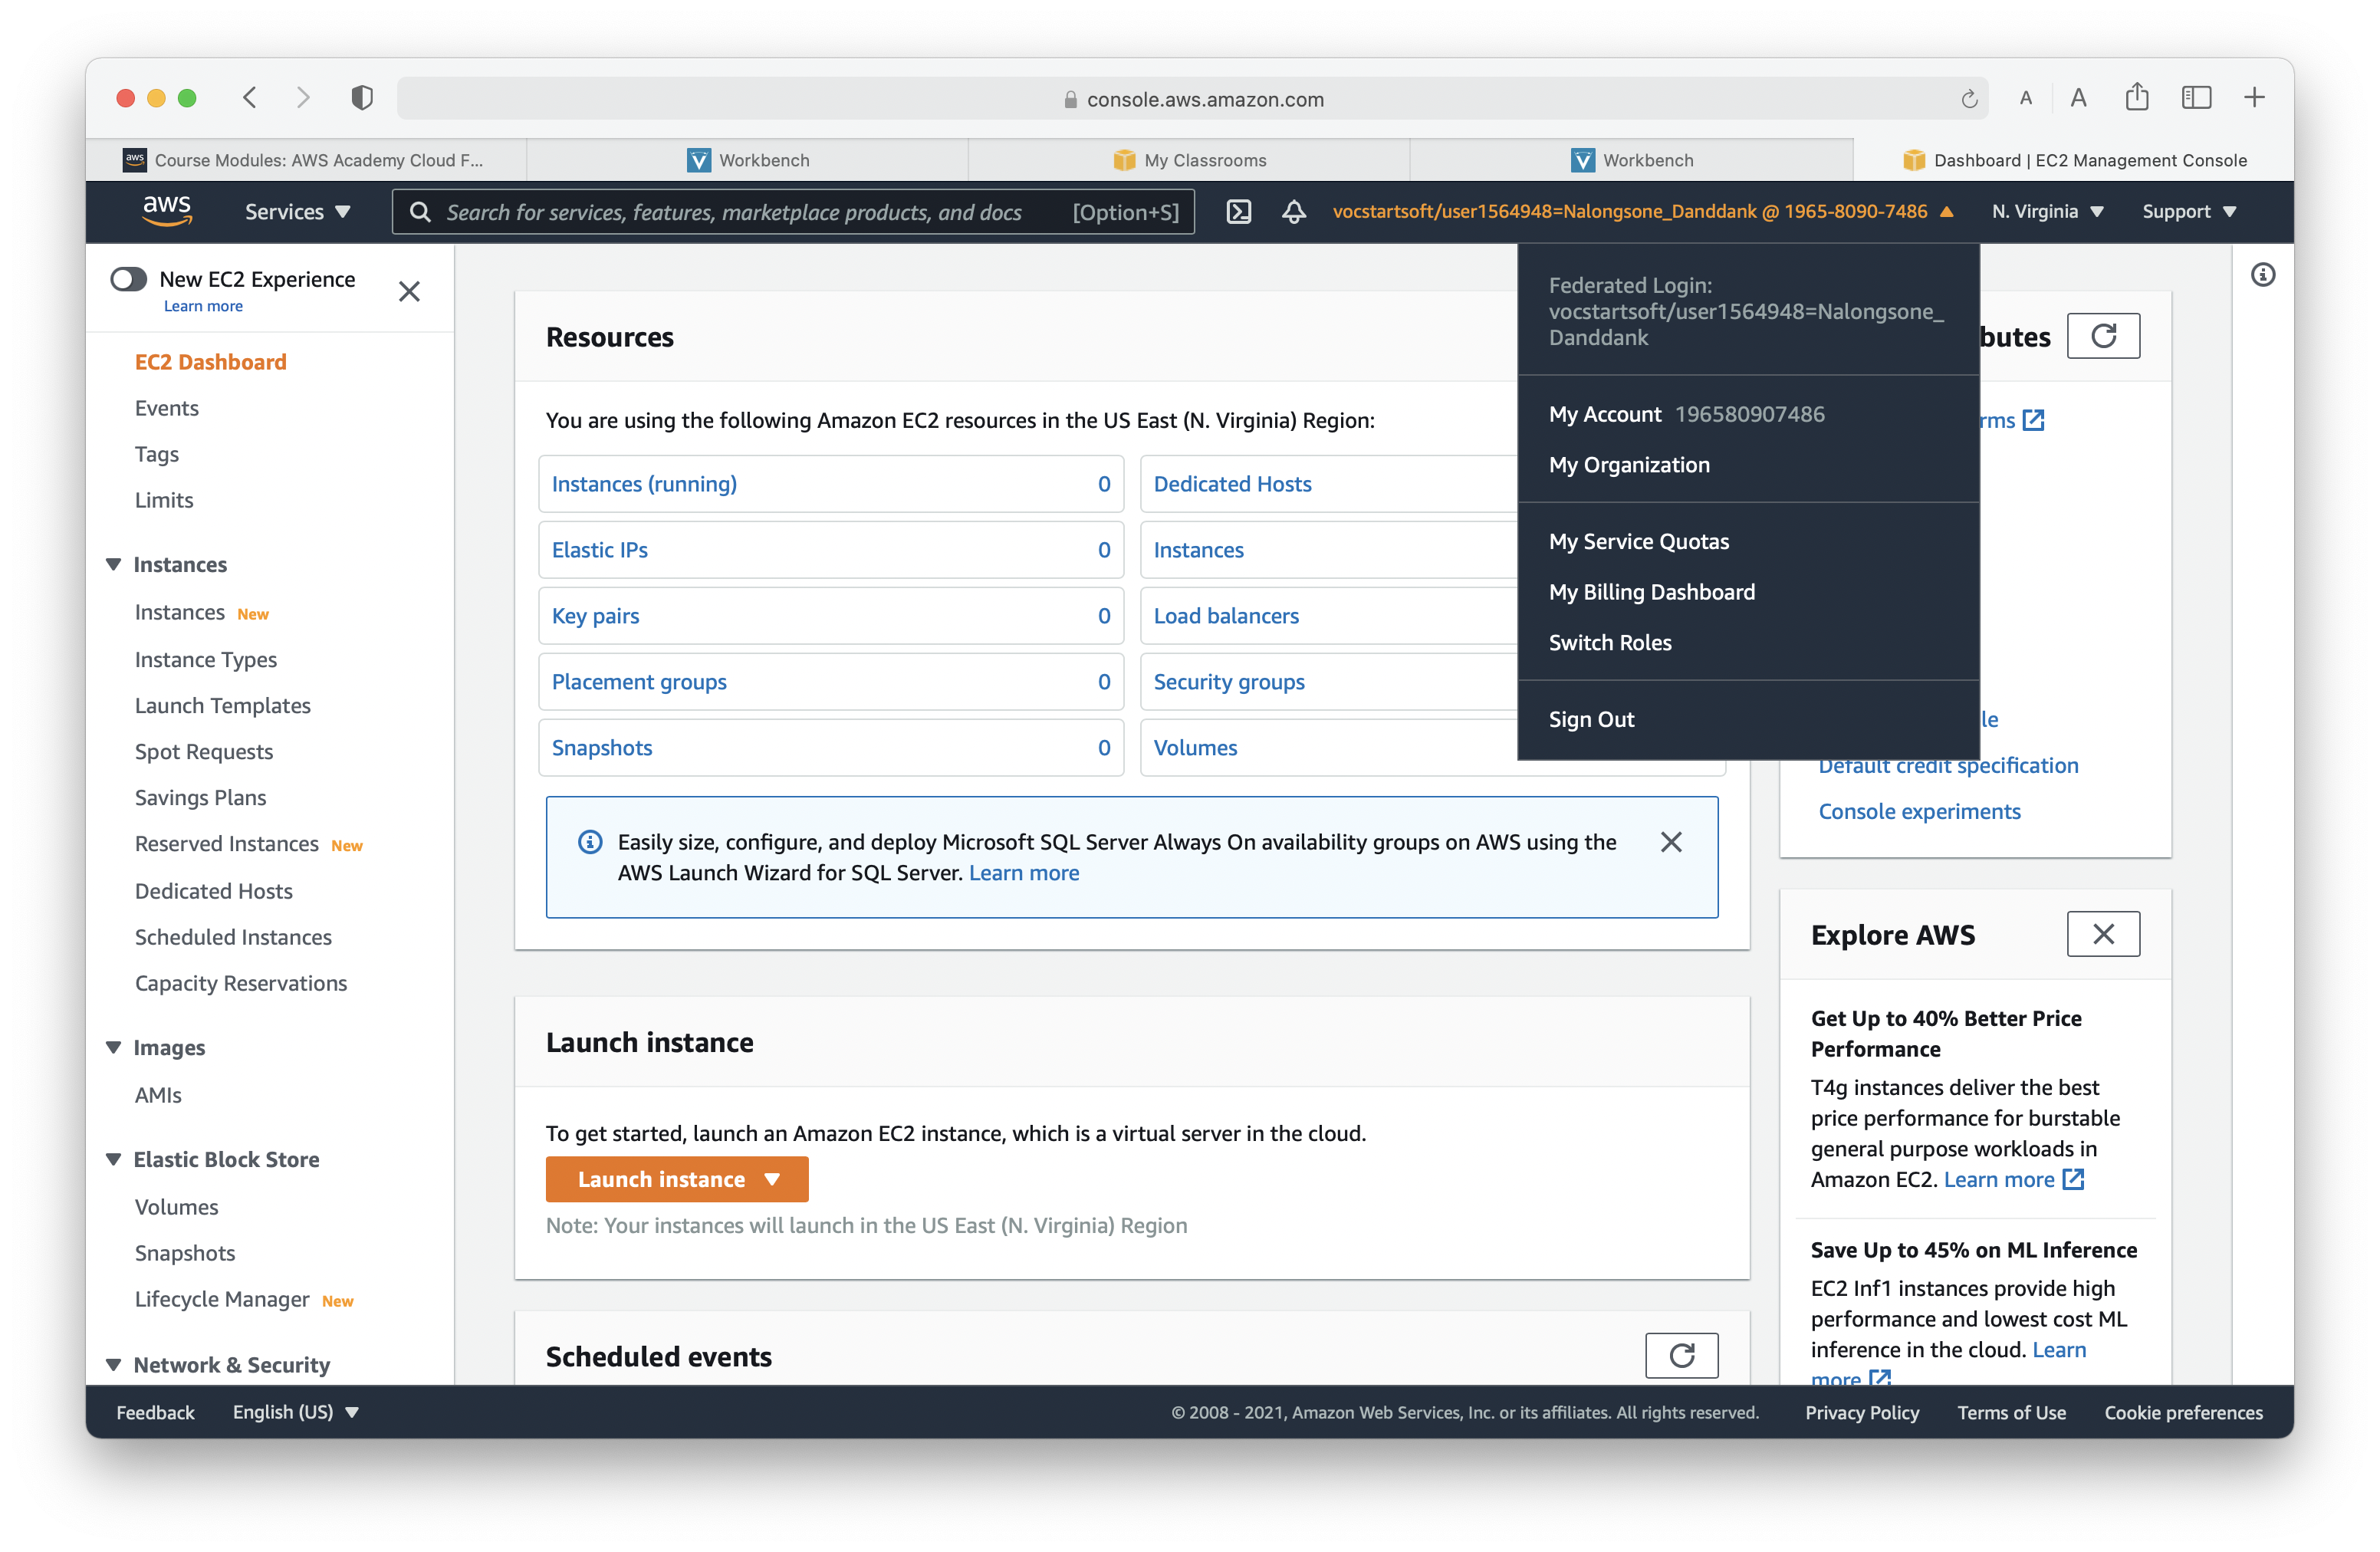 console.aws.amazon.com
A A
aws Course Modules: AWS Academy Cloud F...
V Workbench
My Classrooms
V Workbench
Dashboard | EC2 Management Console
aws
Services
Search for services, features, marketplace products, and docs [Option+S]
vocstartsoft/user1564948=Nalongsone_Danddank @ 1965-8090-7486
N. Virginia
Support
New EC2 Experience
Learn more
EC2 Dashboard
Events
Tags
Limits
Instances
Instances New
Instance Types
Launch Templates
Spot Requests
Savings Plans
Reserved Instances New
Dedicated Hosts
Scheduled Instances
Capacity Reservations
Images
AMIs
Elastic Block Store
Volumes
Snapshots
Lifecycle Manager New
Network & Security
Resources
You are using the following Amazon EC2 resources in the US East (N. Virginia) Region:
Instances (running) 0
Dedicated Hosts
Elastic IPs 0
Instances
Key pairs 0
Load balancers
Placement groups 0
Security groups
Snapshots 0
Volumes
Easily size, configure, and deploy Microsoft SQL Server Always On availability groups on AWS using the
AWS Launch Wizard for SQL Server. Learn more
Launch instance
To get started, launch an Amazon EC2 instance, which is a virtual server in the cloud.
Launch instance
Note: Your instances will launch in the US East (N. Virginia) Region
Scheduled events
Federated Login:
vocstartsoft/user1564948=Nalongsone_
Danddank
My Account 196580907486
My Organization
My Service Quotas
My Billing Dashboard
Switch Roles
Sign Out
butes
rms
le
Default credit specification
Console experiments
Explore AWS
Get Up to 40% Better Price
Performance
T4g instances deliver the best
price performance for burstable
general purpose workloads in
Amazon EC2. Learn more
Save Up to 45% on ML Inference
EC2 Inf1 instances provide high
performance and lowest cost ML
inference in the cloud. Learn
more
Feedback
English (US)
© 2008 - 2021, Amazon Web Services, Inc. or its affiliates. All rights reserved.
Privacy Policy
Terms of Use
Cookie preferences